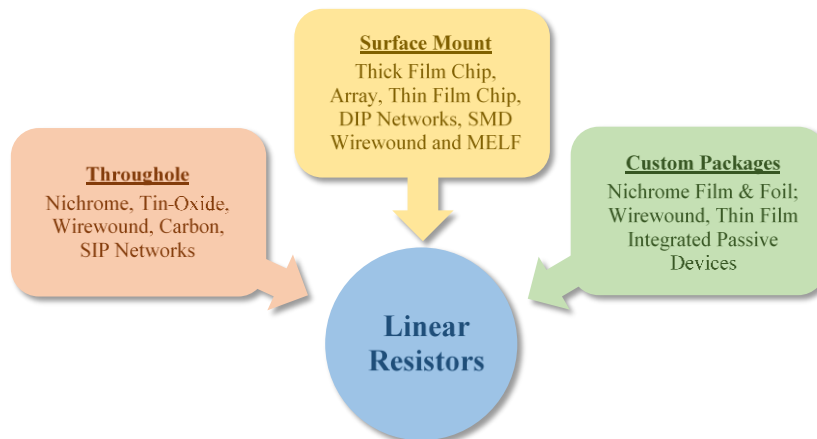 Surface Mount
Thick Film Chip,
Array, Thin Film Chip,
DIP Networks, SMD
Wirewound and MELF
Throughole
Nichrome, Tin-Oxide,
Wirewound, Carbon,
SIP Networks
Custom Packages
Nichrome Film & Foil;
Wirewound, Thin Film
Integrated Passive
Devices
Linear
Resistors